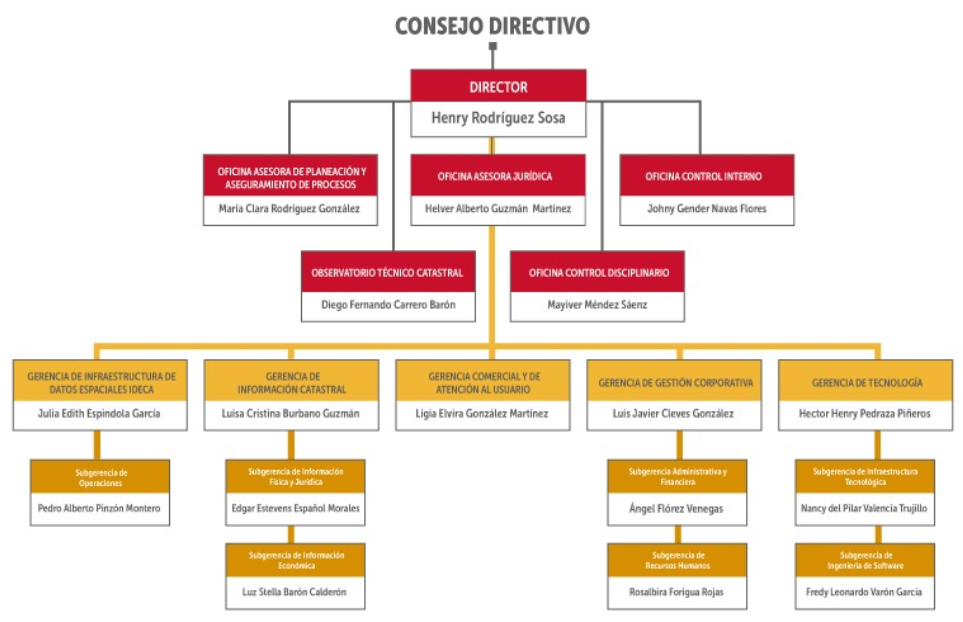 CONSEJO DIRECTIVO
DIRECTOR
Henry Rodríguez Sosa
OFICINA ASESORA DE PLANEACIÓN Y
ASEGURAMIENTO DE PROCESOS
María Clara Rodriguez González
OFICINA ASESORA JURÍDICA
Helver Alberto Guzmán Martínez
OFICINA CONTROL INTERNO
Johny Gender Navas Flores
OBSERVATORIO TÉCNICO CATASTRAL
Diego Fernando Carrero Barón
OFICINA CONTROL DISCIPLINARIO
Mayiver Méndez Sáenz
GERENCIA DE INFRAESTRUCTURA DE
DATOS ESPACIALES IDECA
Julia Edith Espindola García
GERENCIA DE
INFORMACIÓN CATASTRAL
Luisa Cristina Burbano Guzmán
GERENCIA COMERCIAL Y DE
ATENCIÓN AL USUARIO
Ligia Elvira González Martínez
GERENCIA DE GESTIÓN CORPORATIVA
Luis Javier Cleves González
GERENCIA DE TECNOLOGÍA
Hector Henry Pedraza Piñeros
Subgerencia de
Operaciones
Pedro Alberto Pinzón Montero
Subgerencia de Información
Física y Jurídica
Edgar Estevens Español Morales
Subgerencia Administrativa y
Financiera
Ángel Flórez Venegas
Subgerencia de Infraestructura
Tecnológica
Nancy del Pilar Valencia Trujillo
Subgerencia de Información
Económica
Luz Stella Barón Calderón
Subgerencia de
Recursos Humanos
Rosalbira Forigua Rojas
Subgerencia de
Ingeniería de Software
Fredy Leonardo Varón García